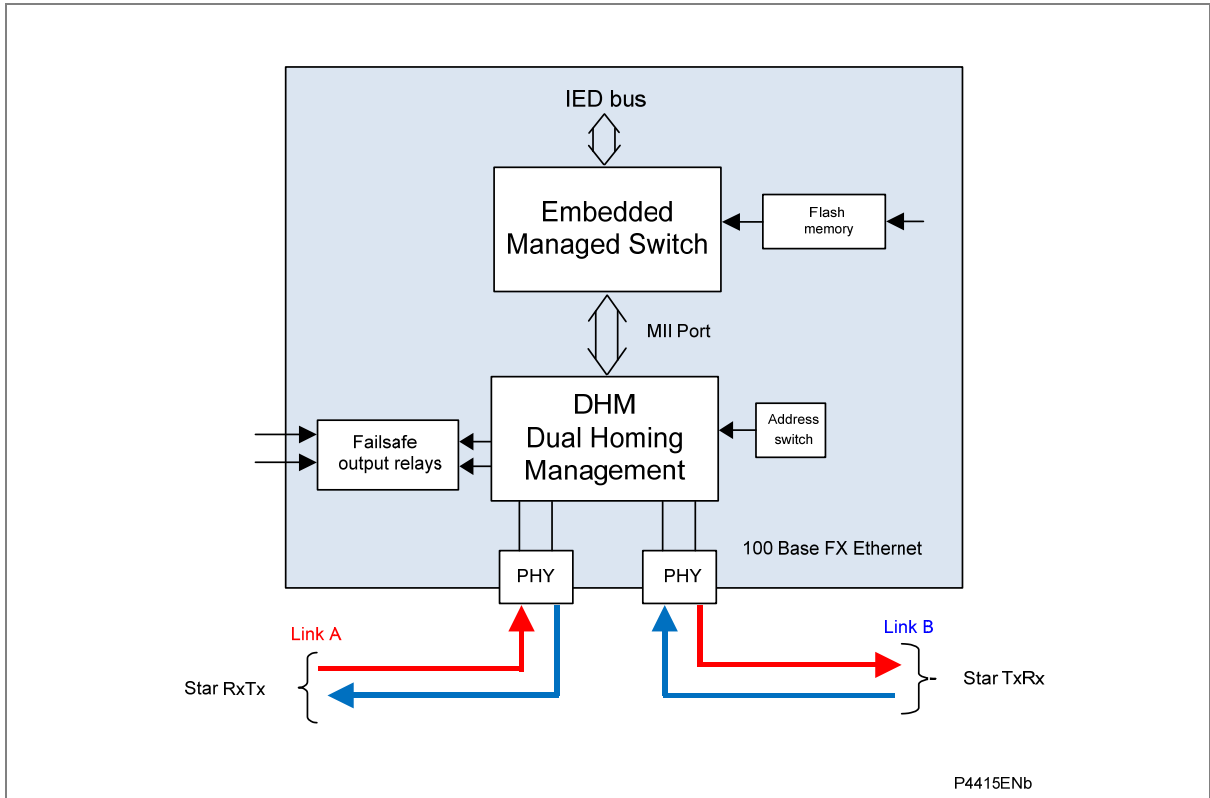 IED bus
Embedded
Managed Switch
Flash
memory
MII Port
DHM
Dual Homing
Management
Address
switch
Failsafe
output relays
100 Base FX Ethernet
PHY
PHY
Link A
Link B
Star RxTx
Star TxRx
P4415ENb